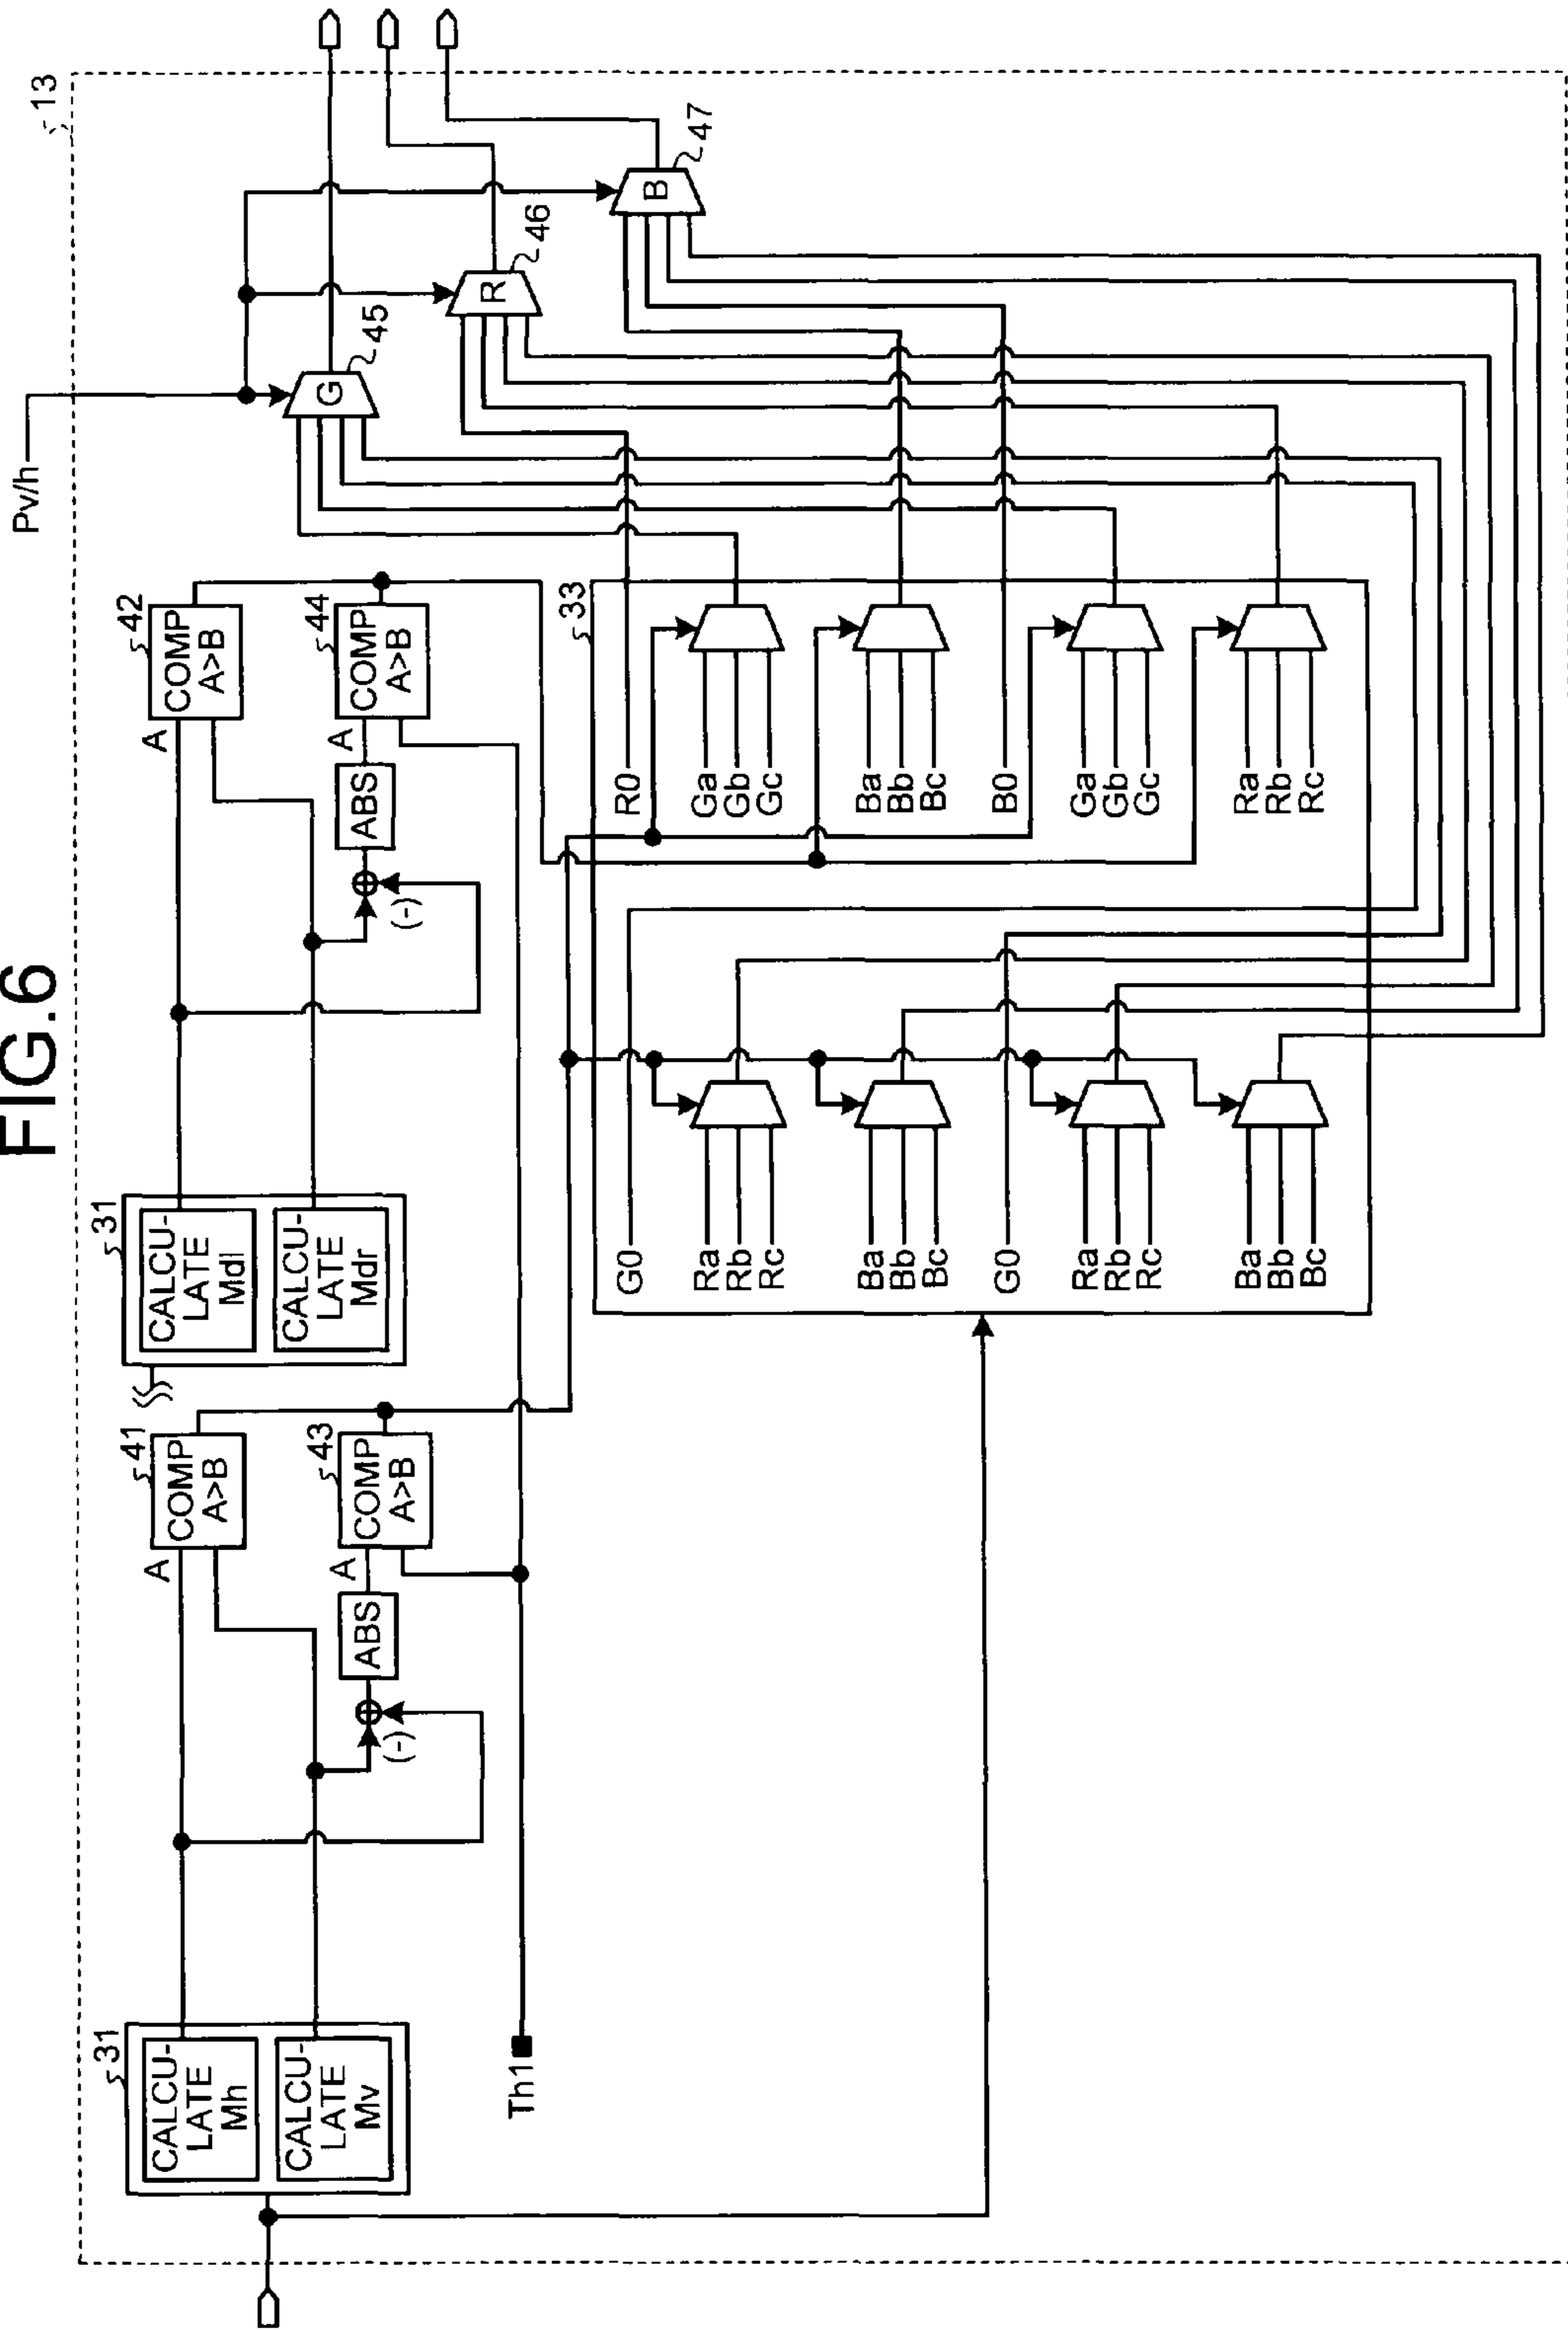 FIG.6
13
Pv/h
31
CALCU-
LATE
Mh
CALCU-
LATE
Mv
A
41
COMP
A>B
(-)
ABS
A
43
COMP
A>B
Th1
31
CALCU-
LATE
Mdl
CALCU-
LATE
Mdr
A
42
COMP
A>B
(-)
ABS
A
44
COMP
A>B
G
45
R
46
B
47
33
G0
Ra
Rb
Rc
Ba
Bb
Bc
G0
Ra
Rb
Rc
Ba
Bb
Bc
R0
Ga
Gb
Gc
Ba
Bb
Bc
B0
Ga
Gb
Gc
Ra
Rb
Rc